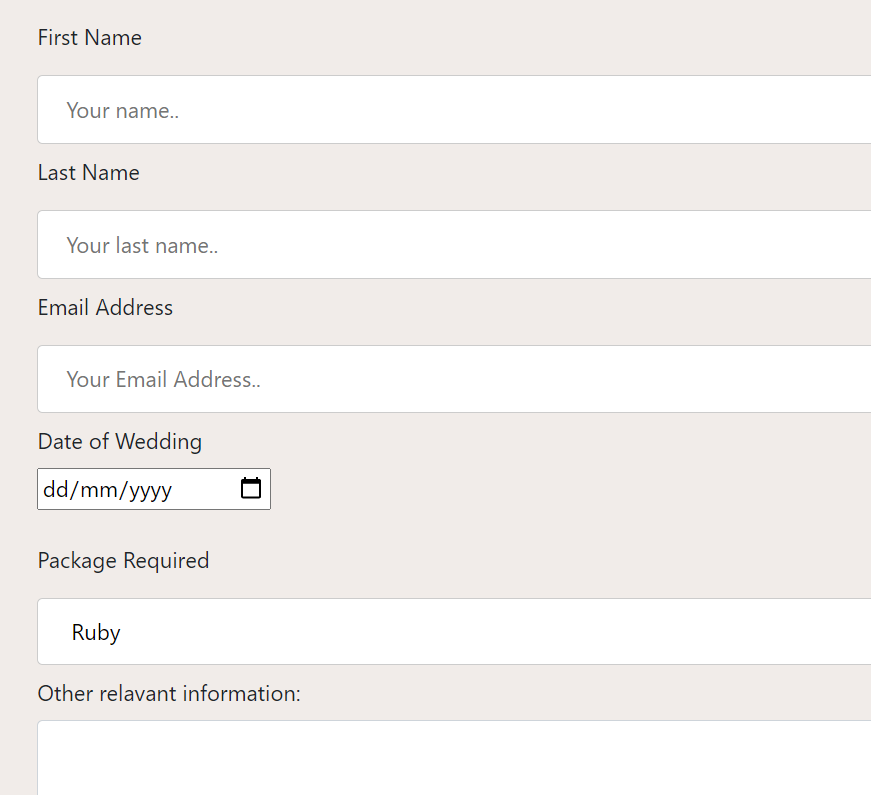 First Name
Your name..
Last Name
Your last name..
Email Address
Your Email Address..
Date of Wedding
dd/mm/yyyy
Package Required
Ruby
Other relavant information: